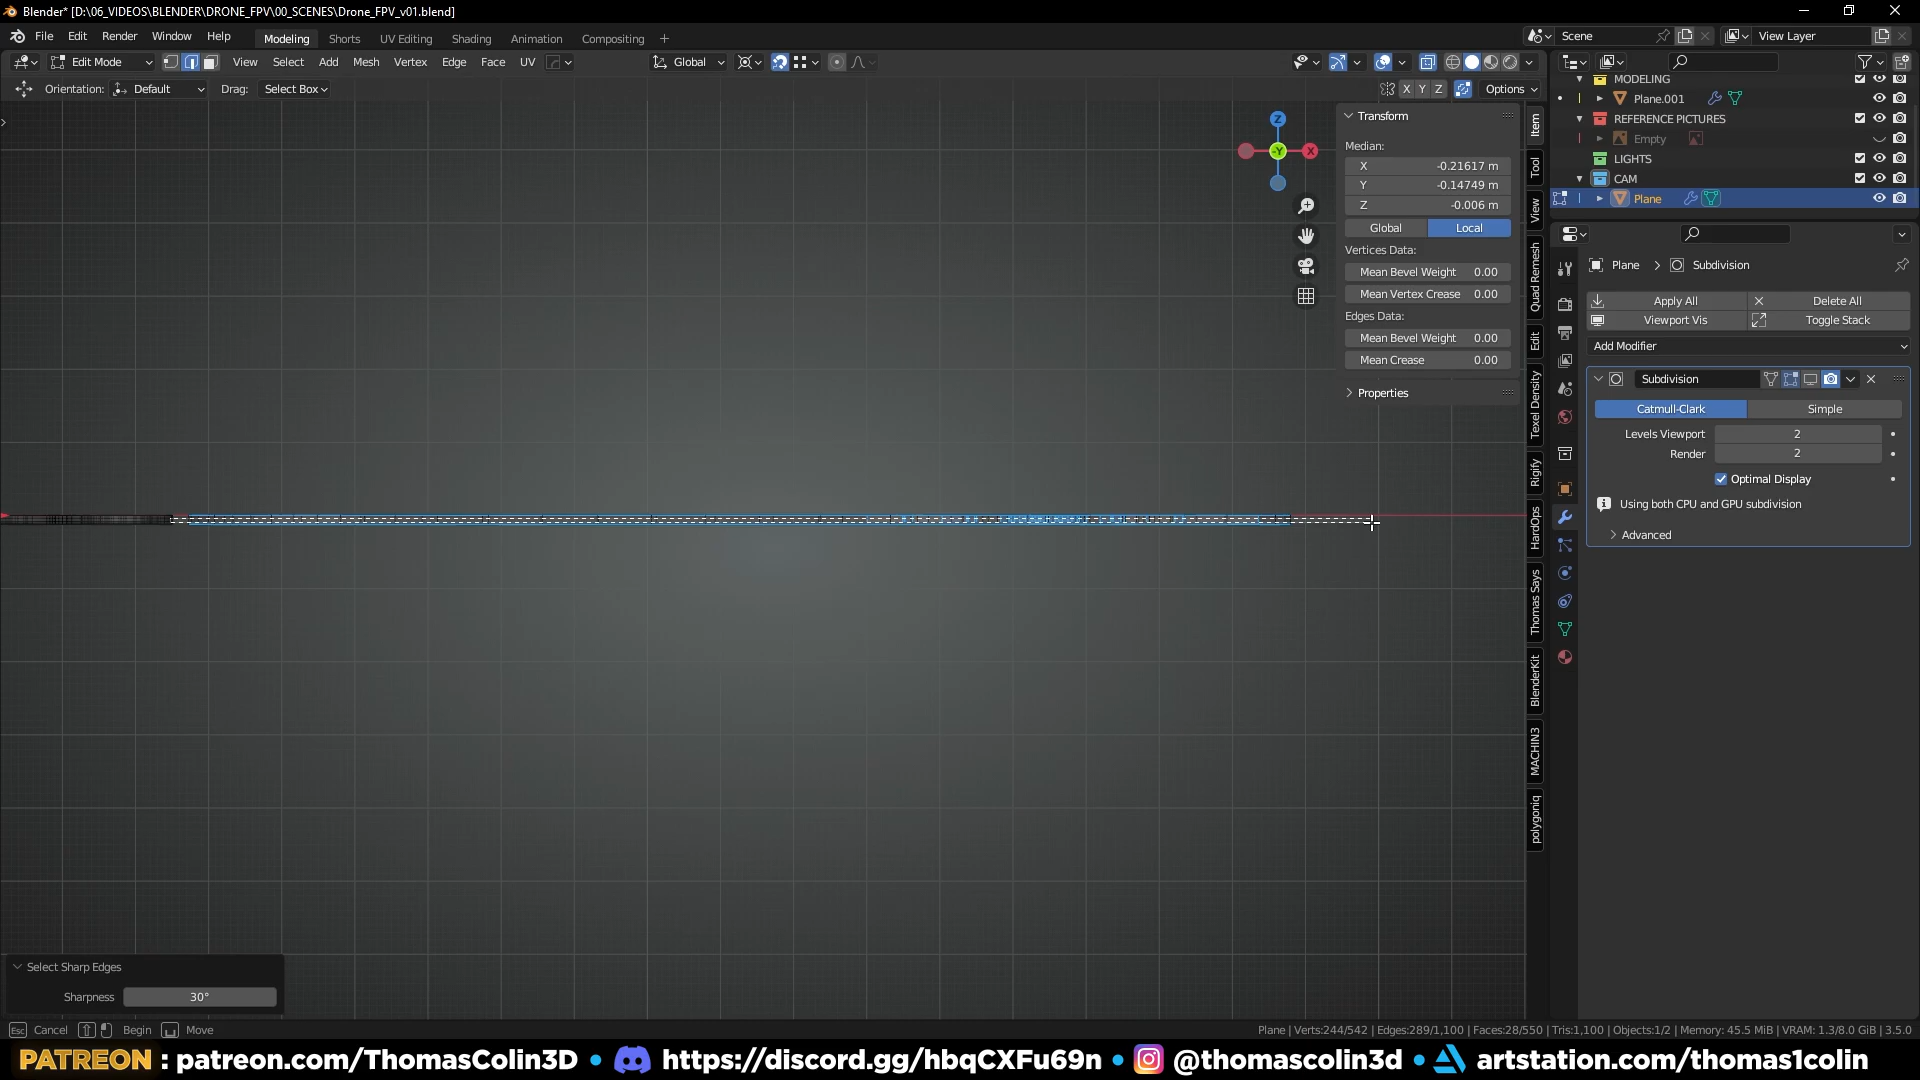 Blender* [D:\06_VIDEOS\BLENDER\DRONE_FPV\00_SCENES\Drone_FPV_v01.blend]
File Edit Render Window Help Modeling Shorts UV Editing Shading Animation Compositing + Scene View Layer
Edit Mode View Select Add Mesh Vertex Edge Face UV Global
Orientation: Default Drag: Select Box X Y Z Options
MODELING
Plane.001
REFERENCE PICTURES
Empty
LIGHTS
CAM
Plane
Z
-Y
X
Transform
Median:
X -0.21617 m
Y -0.14749 m
Z -0.006 m
Global Local
Vertices Data:
Mean Bevel Weight 0.00
Mean Vertex Crease 0.00
Edges Data:
Mean Bevel Weight 0.00
Mean Crease 0.00
Properties
Item
Tool
View
Quad Remesh
Edit
Texel Density
Rigify
HardOps
Thomas Says
BlenderKit
MACHIN3
polygoniq
Plane > Subdivision
Apply All Delete All
Viewport Vis Toggle Stack
Add Modifier
Subdivision
Catmull-Clark Simple
Levels Viewport 2
Render 2
Optimal Display
Using both CPU and GPU subdivision
Advanced
Select Sharp Edges
Sharpness 30°
Esc Cancel Begin Move
Plane | Verts:244/542 | Edges:289/1,100 | Faces:28/550 | Tris:1,100 | Objects:1/2 | Memory: 45.5 MiB | VRAM: 1.3/8.0 GiB | 3.5.0
PATREON : patreon.com/ThomasColin3D • https://discord.gg/hbqCXFu69n • @thomascolin3d • artstation.com/thomas1colin